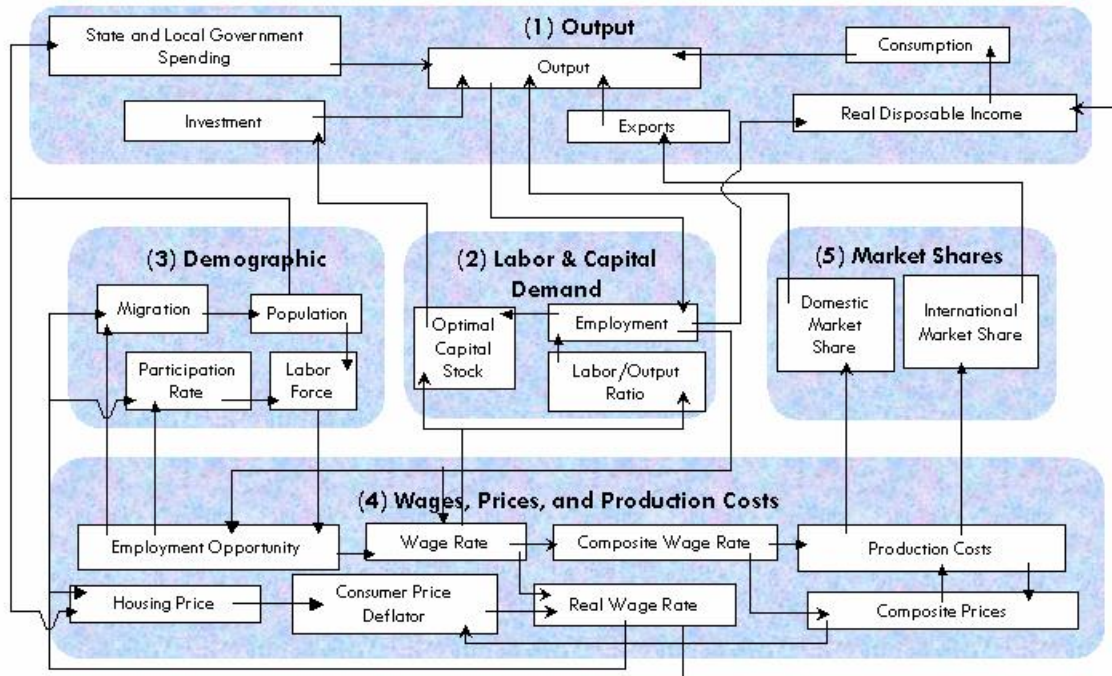 (1) Output
State and Local Government
Spending
Output
Consumption
Investment
Exports
Real Disposable Income
(3) Demographic
Migration
Population
Participation
Rate
Labor
Force
(2) Labor & Capital
Demand
Optimal
Capital
Stock
Employment
Labor/Output
Ratio
(5) Market Shares
Domestic
Market
Share
International
Market Share
(4) Wages, Prices, and Production Costs
Employment Opportunity
Wage Rate
Composite Wage Rate
Production Costs
Housing Price
Consumer Price
Deflator
Real Wage Rate
Composite Prices